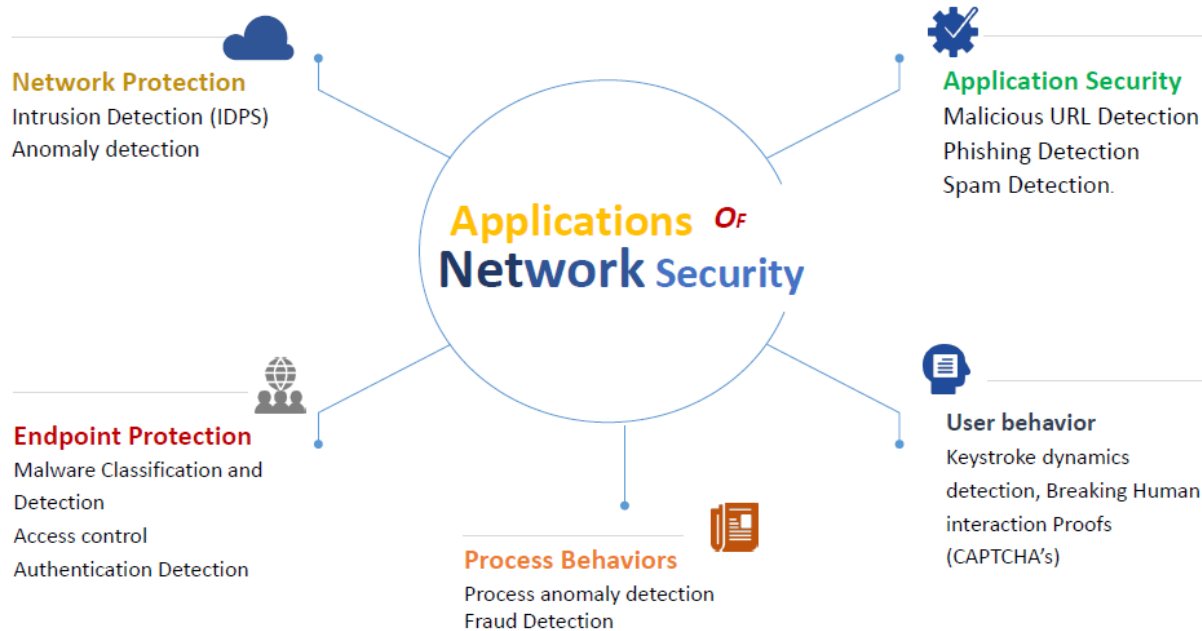 Network Protection
Intrusion Detection (IDPS)
Anomaly detection
Application Security
Malicious URL Detection
Phishing Detection
Spam Detection.
Applications OF
Network Security
Endpoint Protection
Malware Classification and
Detection
Access control
Authentication Detection
Process Behaviors
Process anomaly detection
Fraud Detection
User behavior
Keystroke dynamics
detection, Breaking Human
interaction Proofs
(CAPTCHA's)